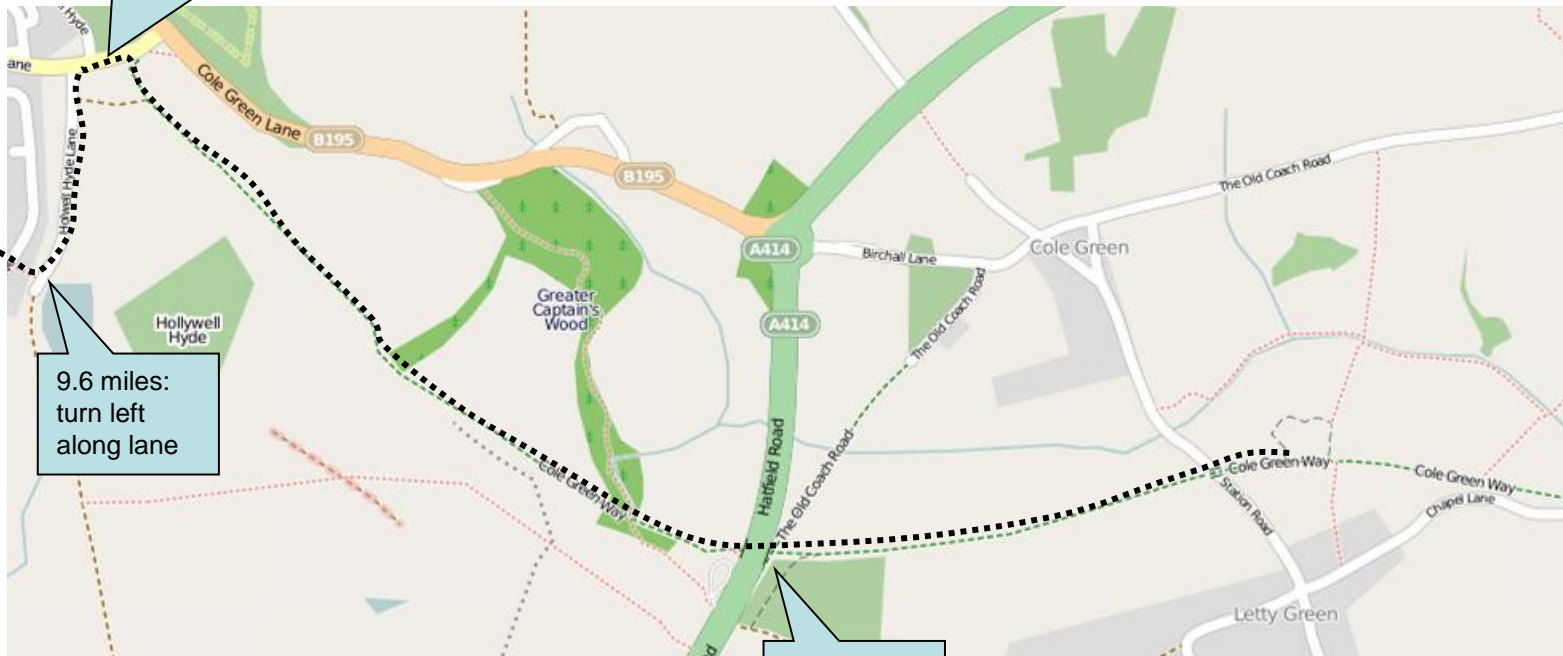 Hyde
ane
Cole Green Lane
B195
B195
Holwell Hyde Lane
The Old Coach Road
Cole Green
A414
Birchall Lane
The Old Coach Road
Greater
Captain's
Wood
A414
Hollywell
Hyde
9.6 miles:
turn left
along lane
Hatfield Road
The Old Coach Road
Cole Green Way
Cole Green Way
Cole Green Way
Station Road
Chapel Lane
Cole Green Way
Letty Green